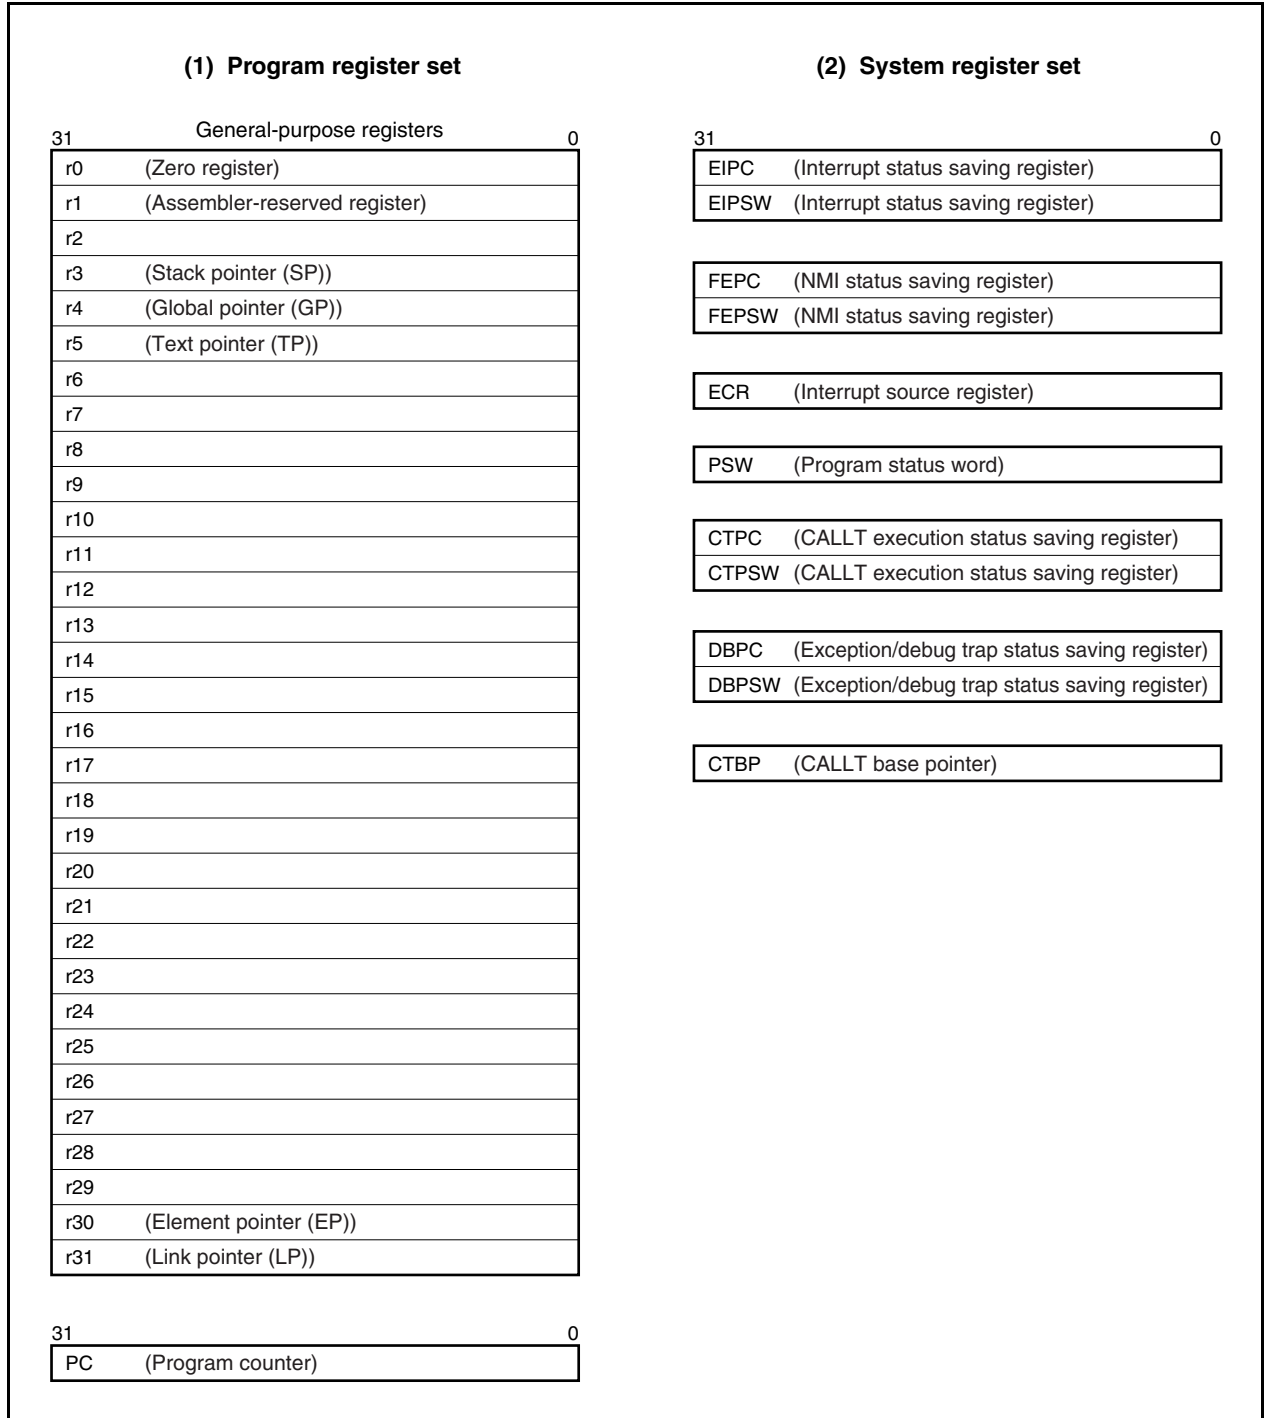 (1) Program register set
31 General-purpose registers 0
r0 (Zero register)
r1 (Assembler-reserved register)
r2
r3 (Stack pointer (SP))
r4 (Global pointer (GP))
r5 (Text pointer (TP))
r6
r7
r8
r9
r10
r11
r12
r13
r14
r15
r16
r17
r18
r19
r20
r21
r22
r23
r24
r25
r26
r27
r28
r29
r30 (Element pointer (EP))
r31 (Link pointer (LP))
31 0
PC (Program counter)
(2) System register set
31 0
EIPC (Interrupt status saving register)
EIPSW (Interrupt status saving register)
FEPC (NMI status saving register)
FEPSW (NMI status saving register)
ECR (Interrupt source register)
PSW (Program status word)
CTPC (CALLT execution status saving register)
CTPSW (CALLT execution status saving register)
DBPC (Exception/debug trap status saving register)
DBPSW (Exception/debug trap status saving register)
CTBP (CALLT base pointer)